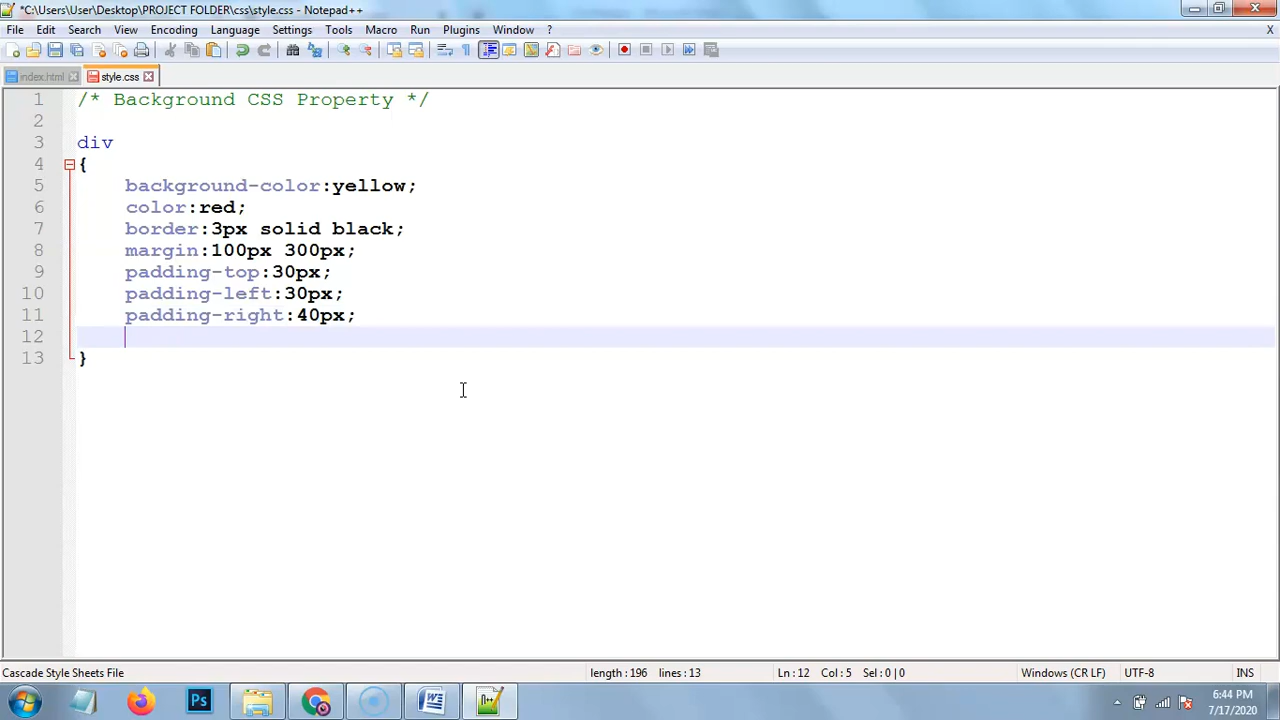 *C:\Users\User\Desktop\PROJECT FOLDER\css\style.css - Notepad++
File Edit Search View Encoding Language Settings Tools Macro Run Plugins Window ? X
index.html style.css
1 /* Background CSS Property */
2
3 div
4 {
5 background-color:yellow;
6 color:red;
7 border:3px solid black;
8 margin:100px 300px;
9 padding-top:30px;
10 padding-left:30px;
11 padding-right:40px;
12
13 }
Cascade Style Sheets File length : 196 lines : 13 Ln : 12 Col : 5 Sel : 0 | 0 Windows (CR LF) UTF-8 INS
Ps 6:44 PM
7/17/2020